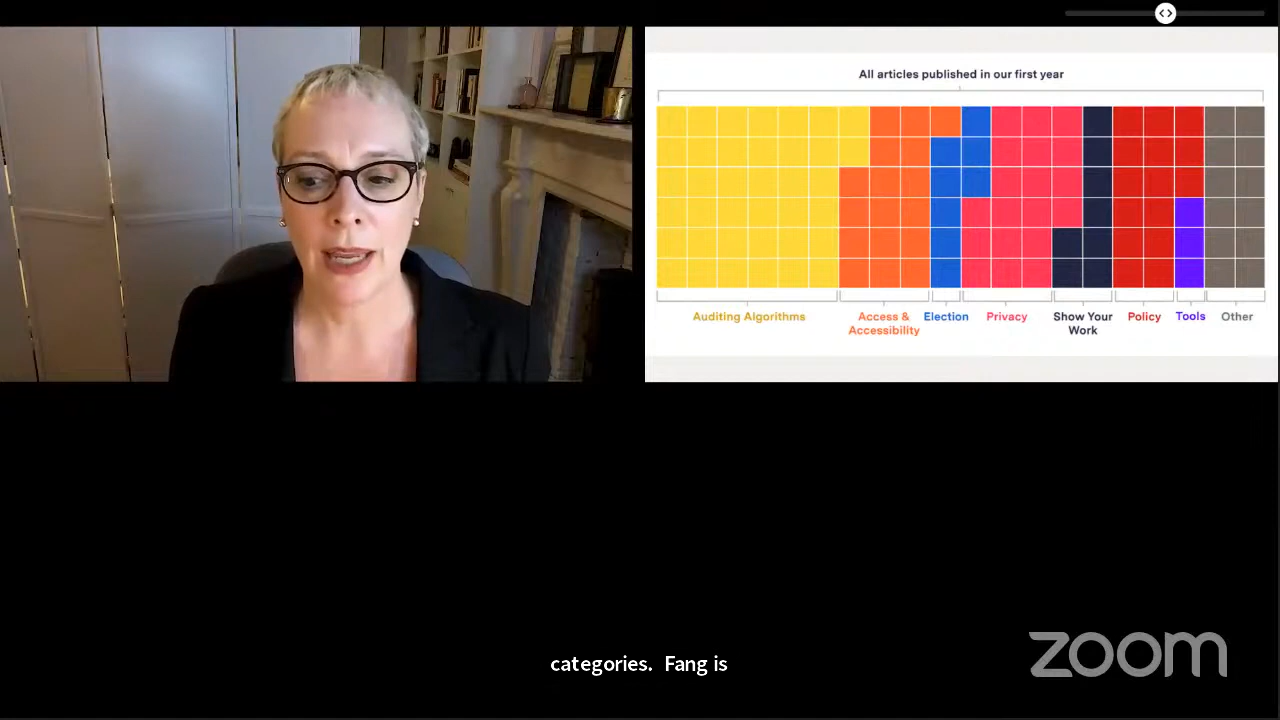 All articles published in our first year
Auditing Algorithms
Access &
Accessibility
Election
Privacy
Show Your
Work
Policy
Tools
Other
categories. Fang is
zoom